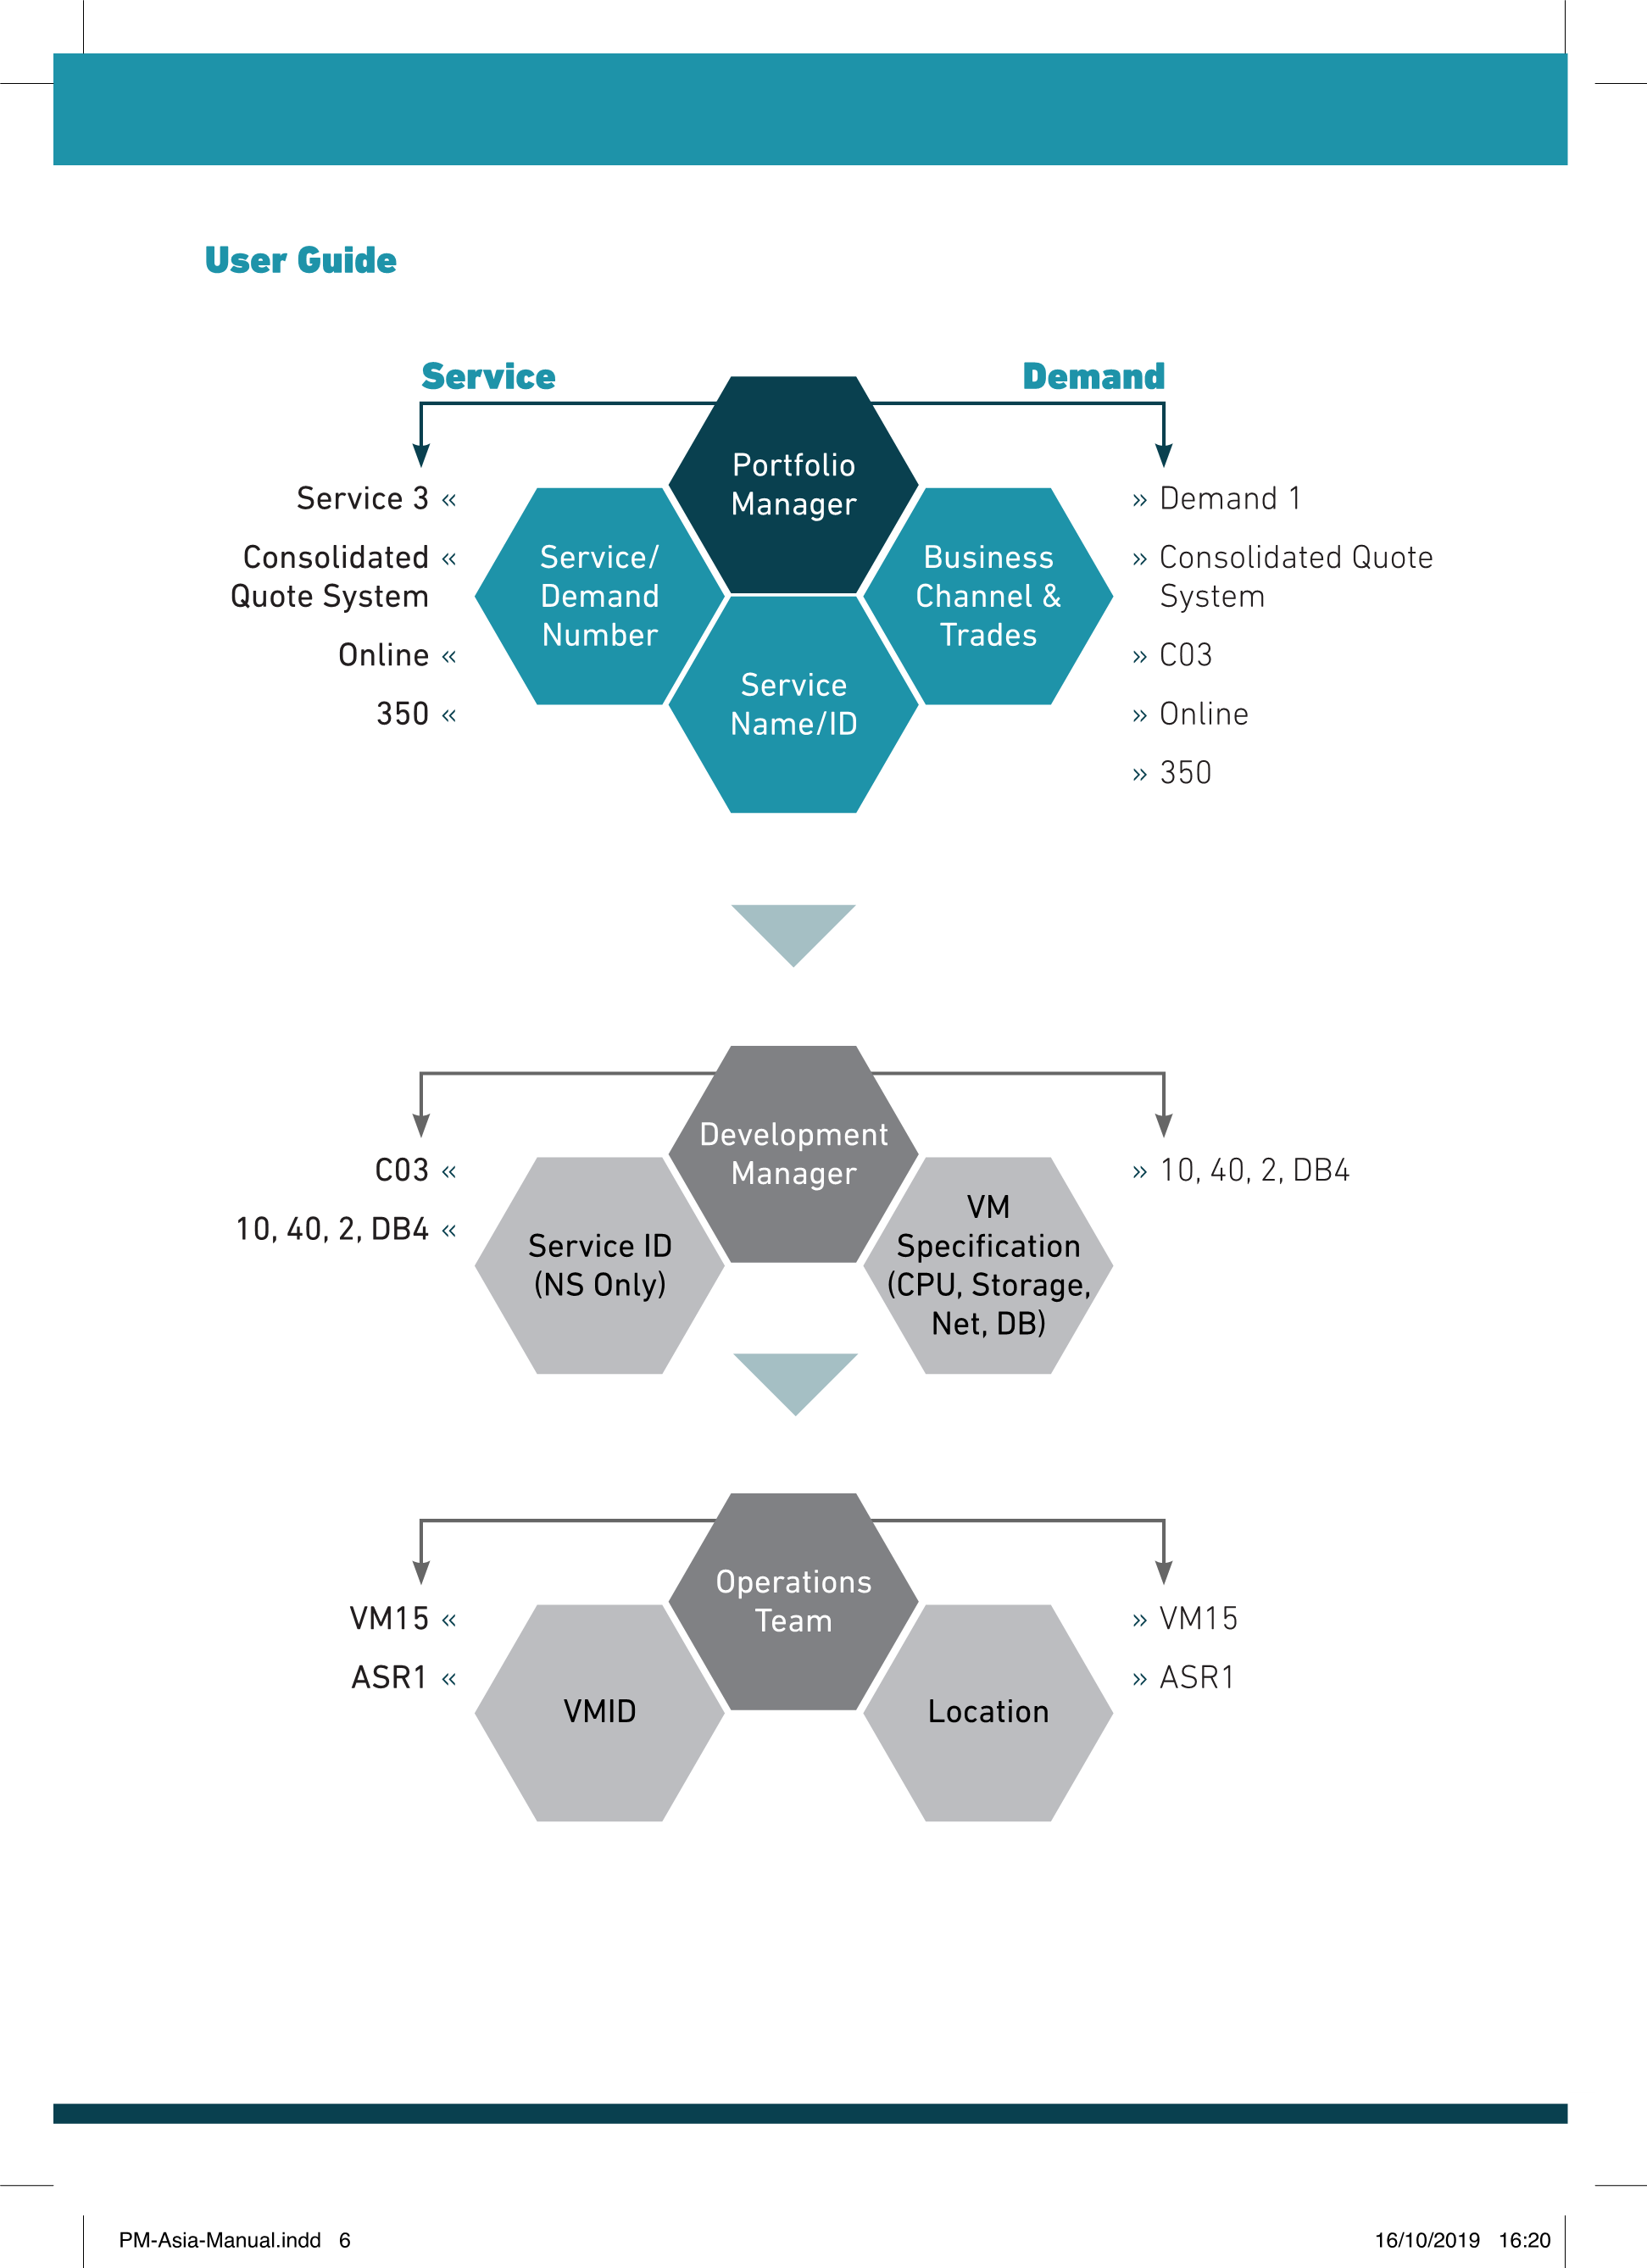 User Guide
Service
Demand
Portfolio
Manager
Service 3 «
Consolidated «
Quote System
Online «
350 «
Service/
Demand
Number
Business
Channel &
Trades
Service
Name/ID
» Demand 1
» Consolidated Quote
System
» C03
» Online
» 350
Development
Manager
C03 «
10, 40, 2, DB4 «
Service ID
(NS Only)
VM
Specification
(CPU, Storage,
Net, DB)
» 10, 40, 2, DB4
Operations
Team
VM15 «
ASR1 «
VMID
Location
» VM15
» ASR1
PM-Asia-Manual.indd 6
16/10/2019 16:20